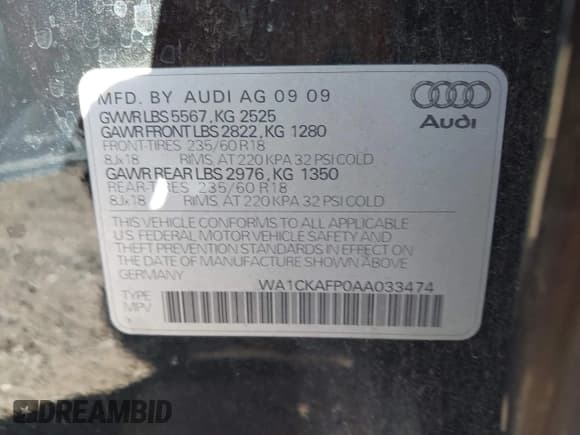 MFD. BY AUDI AG 09 09
GVWR LBS 5567, KG 2525
GAWR FRONT LBS 2822, KG 1280
FRONT-TIRES 235/60 R18
8Jx18 RIMS, AT 220 KPA 32 PSI COLD
GAWR REAR LBS 2976, KG 1350
REAR-TIRES 235/60 R18
8Jx18 RIMS, AT 220 KPA 32 PSI COLD
THIS VEHICLE CONFORMS TO ALL APPLICABLE
U.S. FEDERAL MOTOR VEHICLE SAFETY AND
THEFT PREVENTION STANDARDS IN EFFECT ON
THE DATE OF MANUFACTURE SHOWN ABOVE.
WA1CKAFP0AA033474
TYPE:
MPV
Audi
GERMANY
DREAMBID